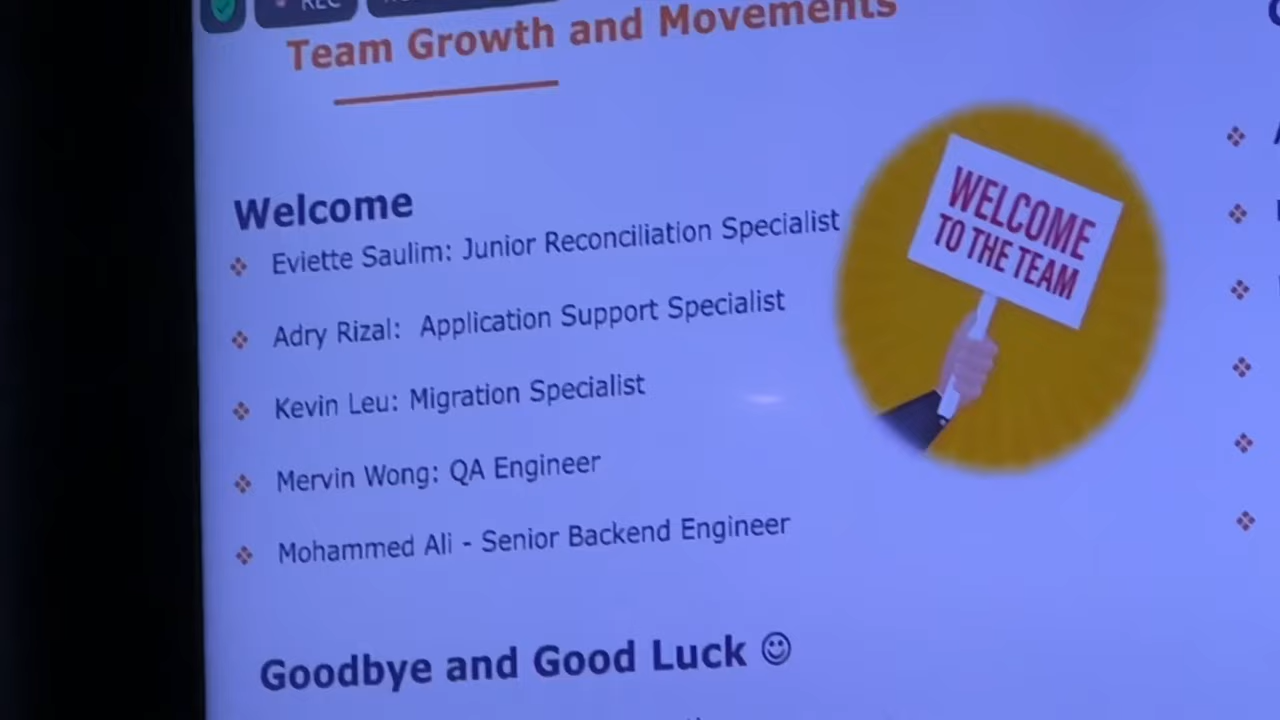 REC
Team Growth and Movements
Welcome
Eviette Saulim: Junior Reconciliation Specialist
Adry Rizal: Application Support Specialist
Kevin Leu: Migration Specialist
Mervin Wong: QA Engineer
Mohammed Ali - Senior Backend Engineer
WELCOME
TO THE TEAM
Goodbye and Good Luck ☺